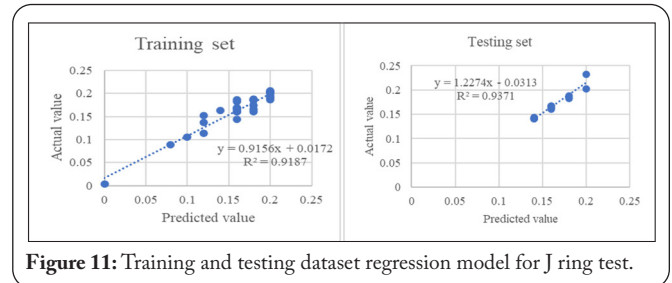 Training set
0.25
0.2
0.15
0.1
0.05
0
Actual value
y = 0.9156x + 0.0172
R² = 0.9187
0 0.05 0.1 0.15 0.2 0.25
Predicted value
Testing set
0.25
0.2
0.15
0.1
0.05
0
Actual value
y = 1.2274x - 0.0313
R² = 0.9371
0 0.05 0.1 0.15 0.2 0.25
Predicted value
Figure 11: Training and testing dataset regression model for J ring test.